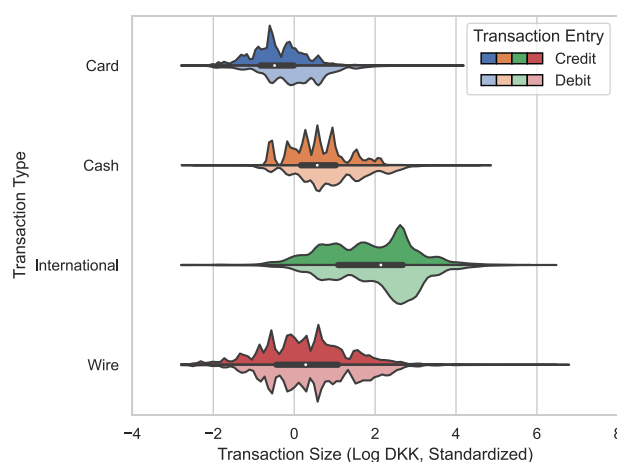 Transaction Entry
Credit
Debit
Card
Cash
International
Wire
Transaction Type
−4
−2
0
2
4
6
8
Transaction Size (Log DKK, Standardized)